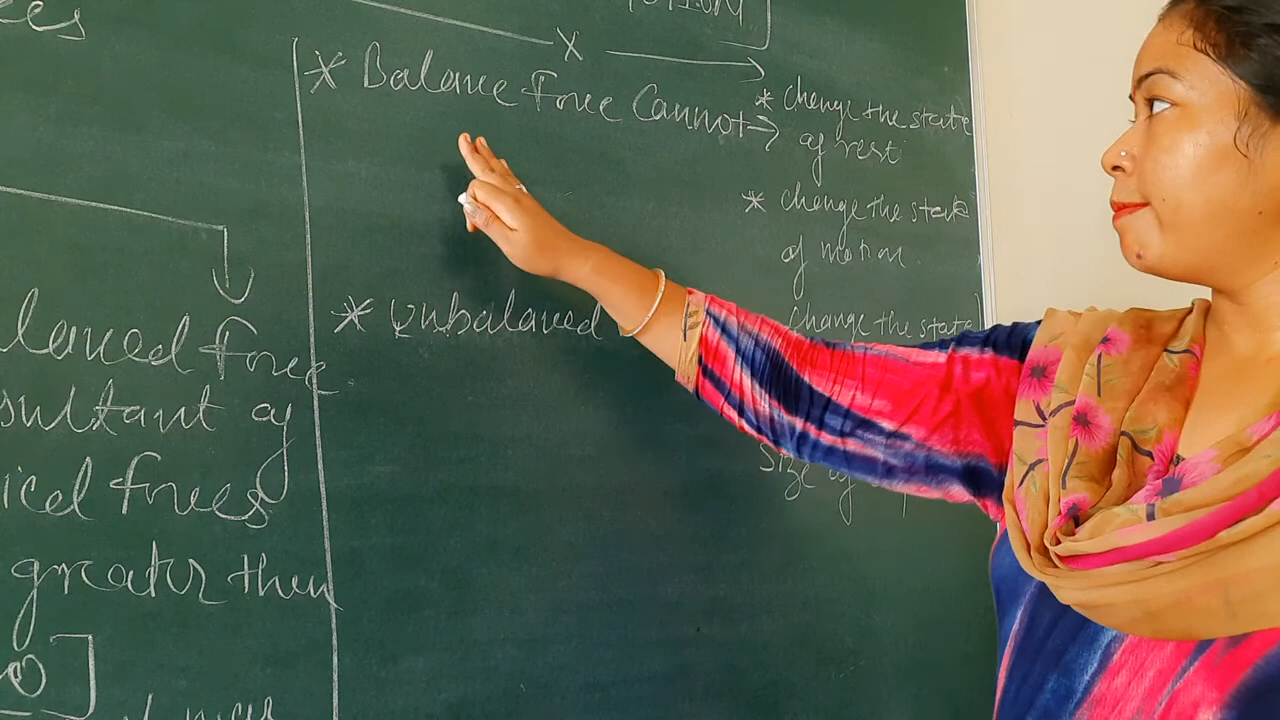 lanced force
sultant of
ical forces
greater then
* Balance Force Cannot →
* change the state
of rest
* change the state
of motion.
change the state
size of
* Unbalanced